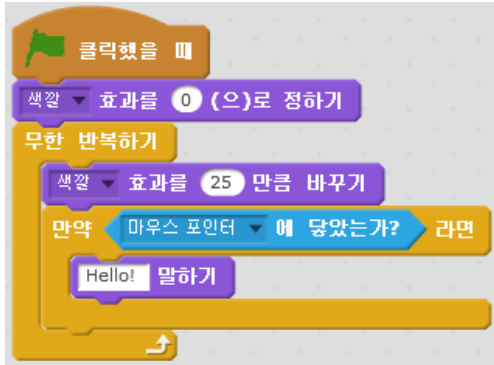 클릭했을 때
색깔 효과를 0 (으)로 정하기
무한 반복하기
색깔 효과를 25 만큼 바꾸기
만약 마우스 포인터 에 닿았는가? 라면
Hello! 말하기